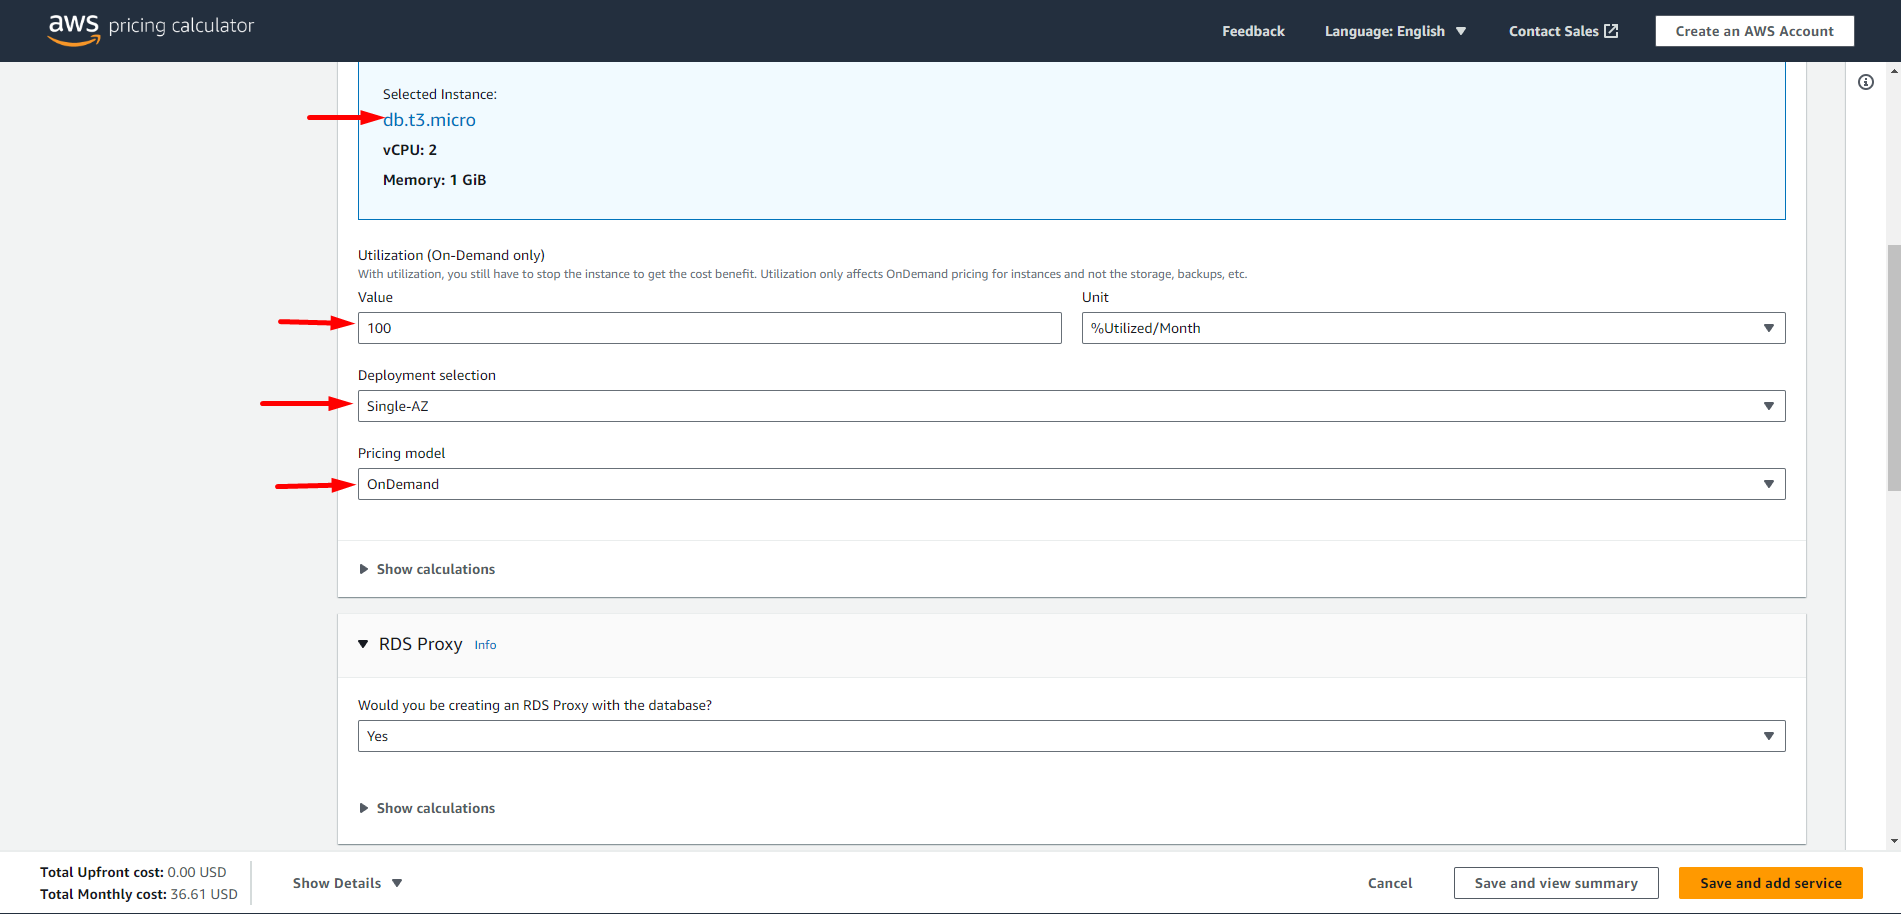 aws pricing calculator
Feedback
Language: English
Contact Sales
Create an AWS Account
Selected Instance:
db.t3.micro
vCPU: 2
Memory: 1 GiB
Utilization (On-Demand only)
With utilization, you still have to stop the instance to get the cost benefit. Utilization only affects OnDemand pricing for instances and not the storage, backups, etc.
Value
Unit
100
%Utilized/Month
Deployment selection
Single-AZ
Pricing model
OnDemand
Show calculations
RDS Proxy Info
Would you be creating an RDS Proxy with the database?
Yes
Show calculations
Total Upfront cost: 0.00 USD
Total Monthly cost: 36.61 USD
Show Details
Cancel
Save and view summary
Save and add service